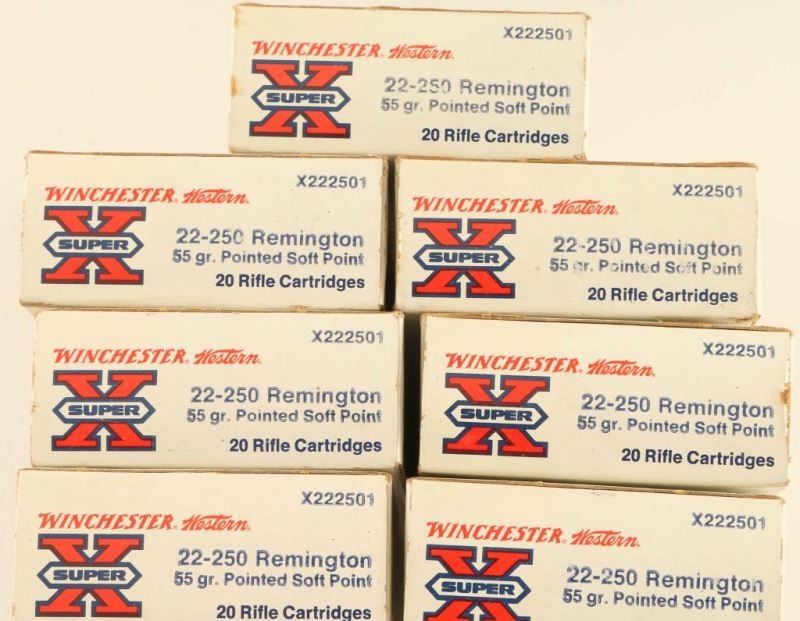 X222501
WINCHESTER Western
X SUPER
22-250 Remington
55 gr. Pointed Soft Point
20 Rifle Cartridges
X222501
WINCHESTER Western
X SUPER
22-250 Remington
55 gr. Pointed Soft Point
20 Rifle Cartridges
X222501
WINCHESTER Western
X SUPER
22-250 Remington
55 gr. Pointed Soft Point
20 Rifle Cartridges
X222501
WINCHESTER Western
X SUPER
22-250 Remington
55 gr. Pointed Soft Point
20 Rifle Cartridges
X222501
WINCHESTER Western
X SUPER
22-250 Remington
55 gr. Pointed Soft Point
20 Rifle Cartridges
X222501
WINCHESTER Western
X SUPER
22-250 Remington
55 gr. Pointed Soft Point
20 Rifle Cartridges
X222501
WINCHESTER Western
X SUPER
22-250 Remington
55 gr. Pointed Soft Point